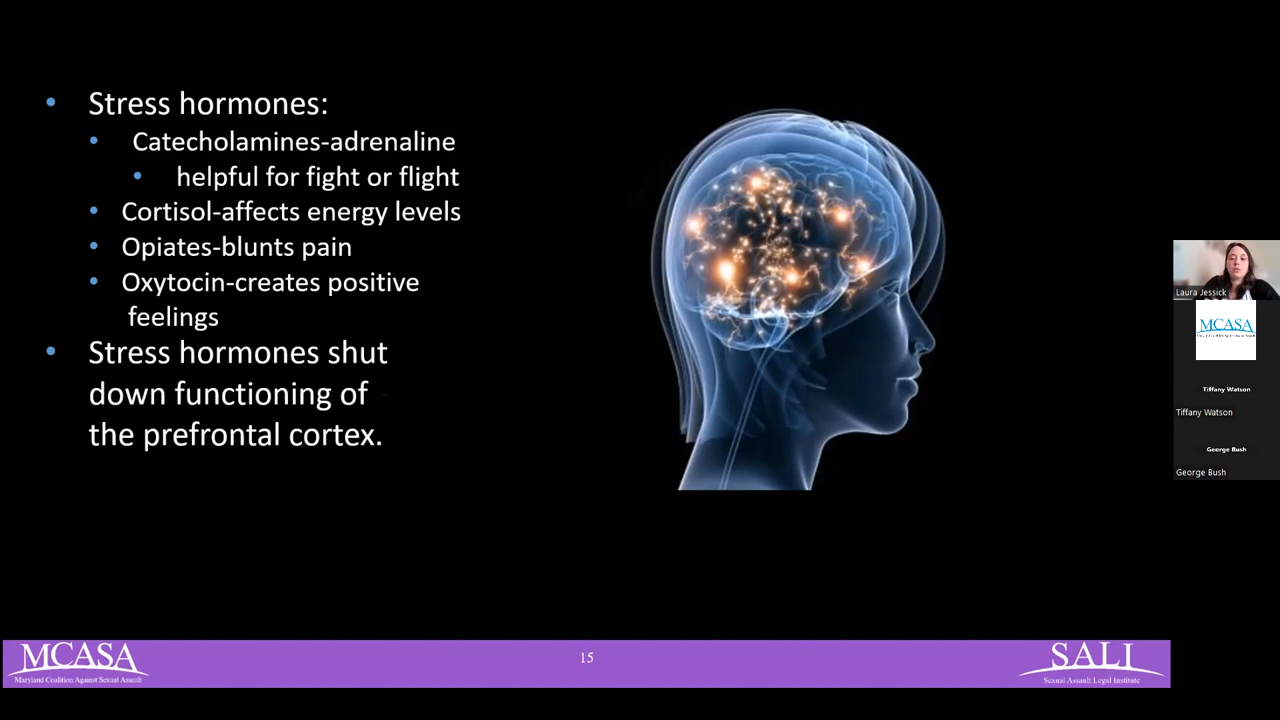 • Stress hormones:
• Catecholamines-adrenaline
• helpful for fight or flight
• Cortisol-affects energy levels
• Opiates-blunts pain
• Oxytocin-creates positive
feelings
• Stress hormones shut
down functioning of
the prefrontal cortex.
Laura Jessick
MCASA
Tiffany Watson
Tiffany Watson
George Bush
George Bush
MCASA
Maryland Coalition Against Sexual Assault
15
SALI
Sexual Assault Legal Institute